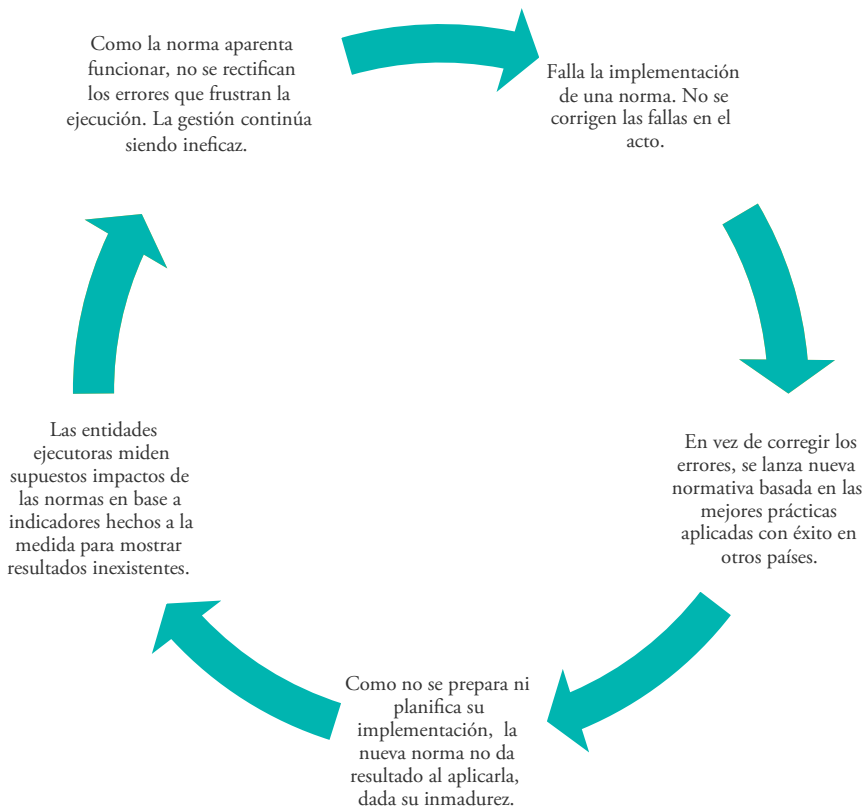 Como la norma aparenta
funcionar, no se rectifican
los errores que frustran la
ejecución. La gestión continúa
siendo ineficaz.
Falla la implementación
de una norma. No se
corrigen las fallas en el
acto.
En vez de corregir los
errores, se lanza nueva
normativa basada en las
mejores prácticas
aplicadas con éxito en
otros países.
Como no se prepara ni
planifica su
implementación, la
nueva norma no da
resultado al aplicarla,
dada su inmadurez.
Las entidades
ejecutoras miden
supuestos impactos de
las normas en base a
indicadores hechos a la
medida para mostrar
resultados inexistentes.